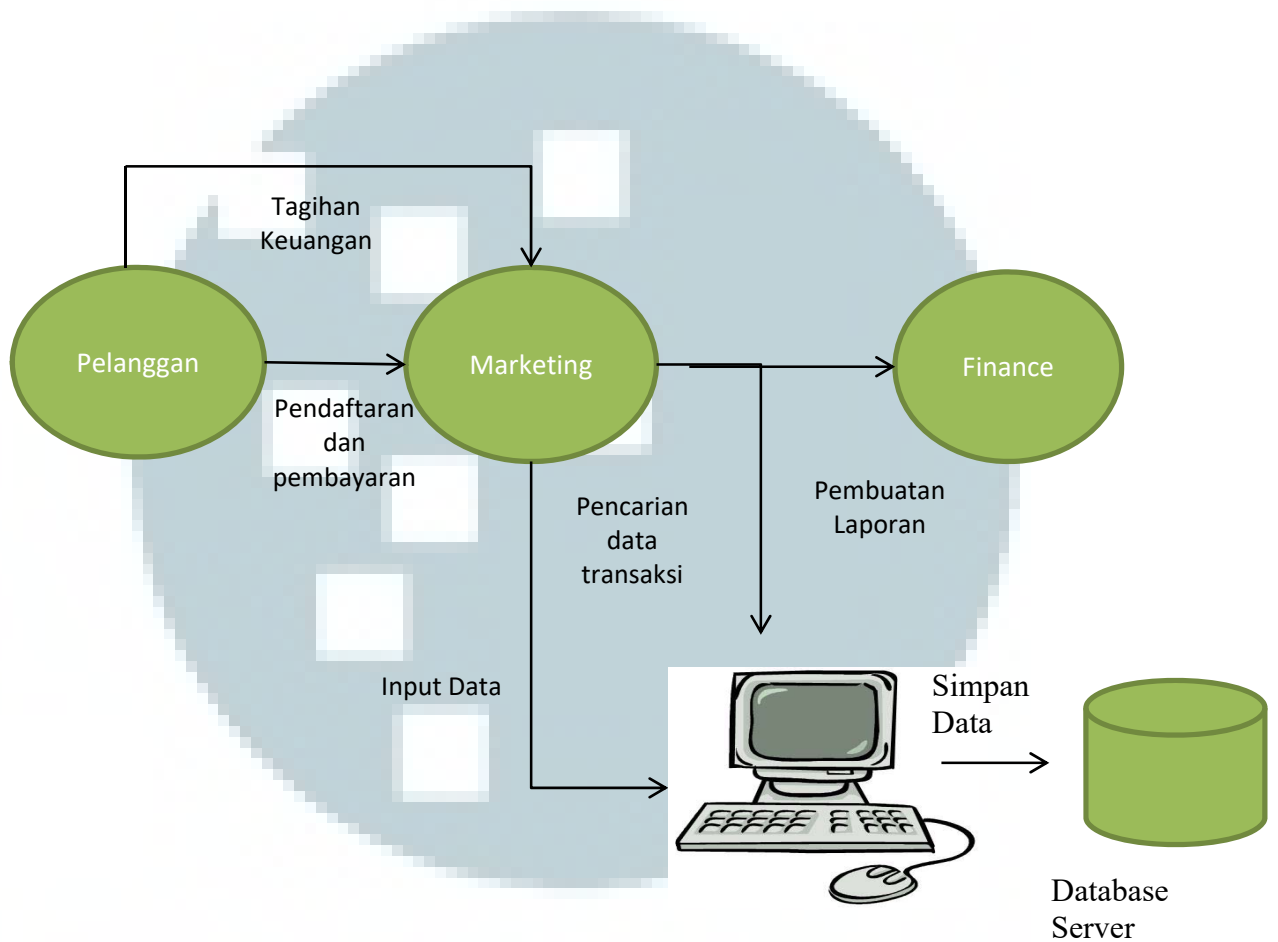 Tagihan
Keuangan
Pelanggan
Marketing
Finance
Pendaftaran
dan
pembayaran
Pencarian
data
transaksi
Pembuatan
Laporan
Input Data
Simpan
Data
Database
Server